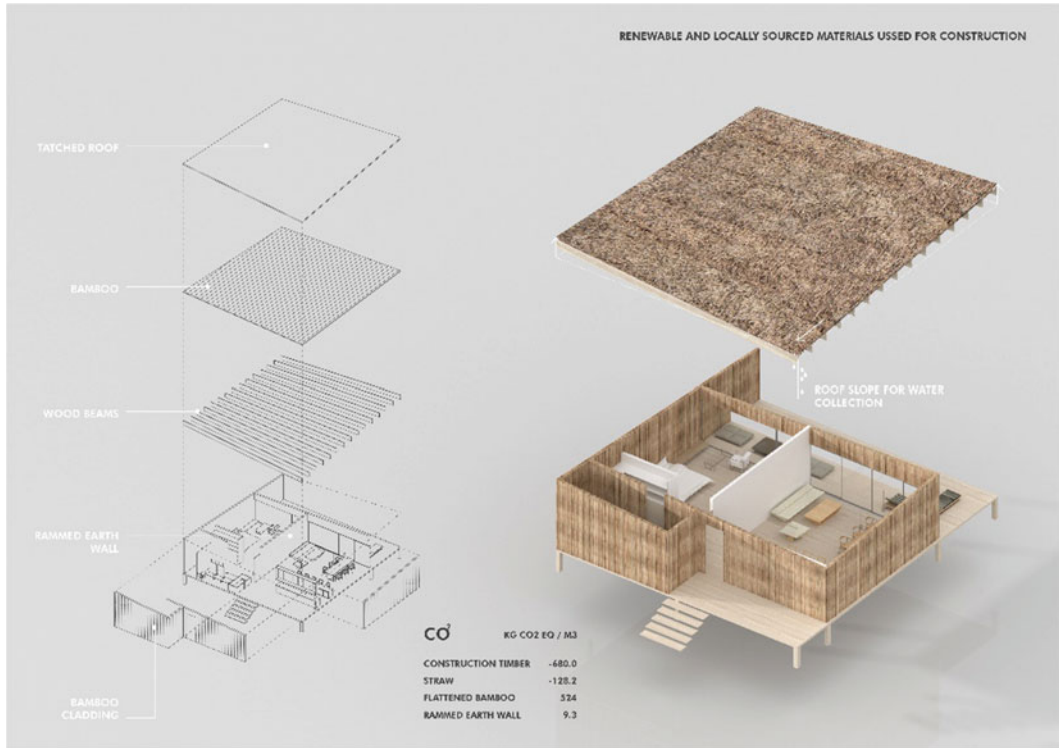 RENEWABLE AND LOCALLY SOURCED MATERIALS USSED FOR CONSTRUCTION
TATCHED ROOF
BAMBOO
WOOD BEAMS
RAMMED EARTH
WALL
BAMBOO
CLADDING
ROOF SLOPE FOR WATER
COLLECTION
CO² KG CO2 EQ / M3
CONSTRUCTION TIMBER -680.0
STRAW -128.2
FLATTENED BAMBOO 524
RAMMED EARTH WALL 9.3